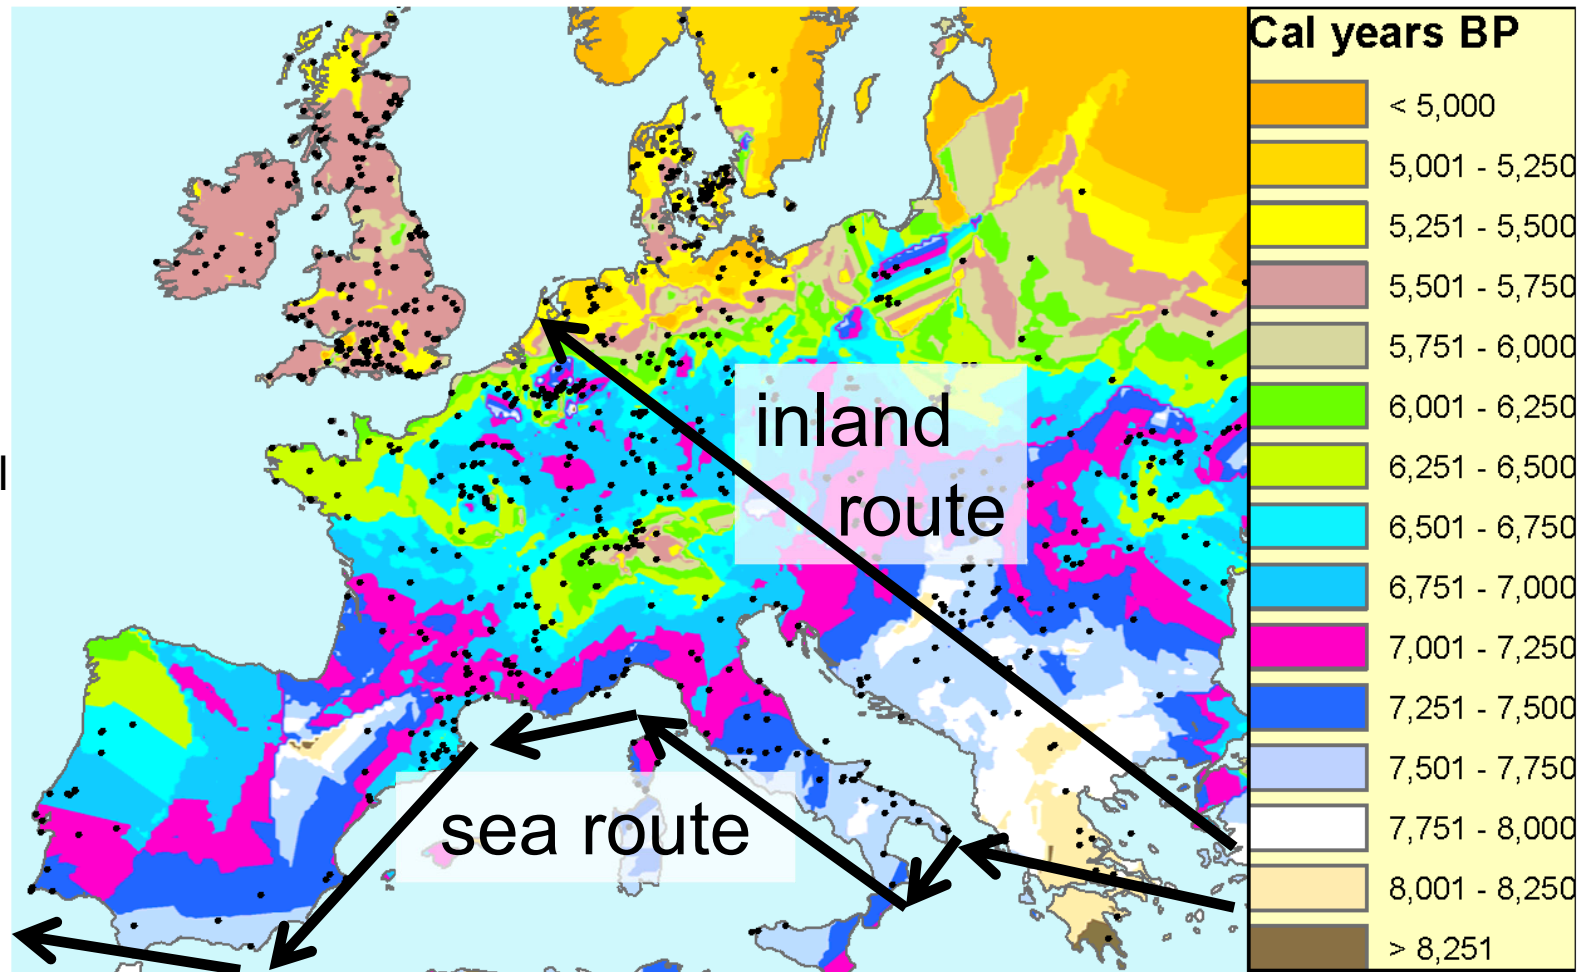 Cal years BP
< 5,000
5,001 - 5,250
5,251 - 5,500
5,501 - 5,750
5,751 - 6,000
6,001 - 6,250
6,251 - 6,500
6,501 - 6,750
6,751 - 7,000
7,001 - 7,250
7,251 - 7,500
7,501 - 7,750
7,751 - 8,000
8,001 - 8,250
> 8,251
inland
route
sea route
l